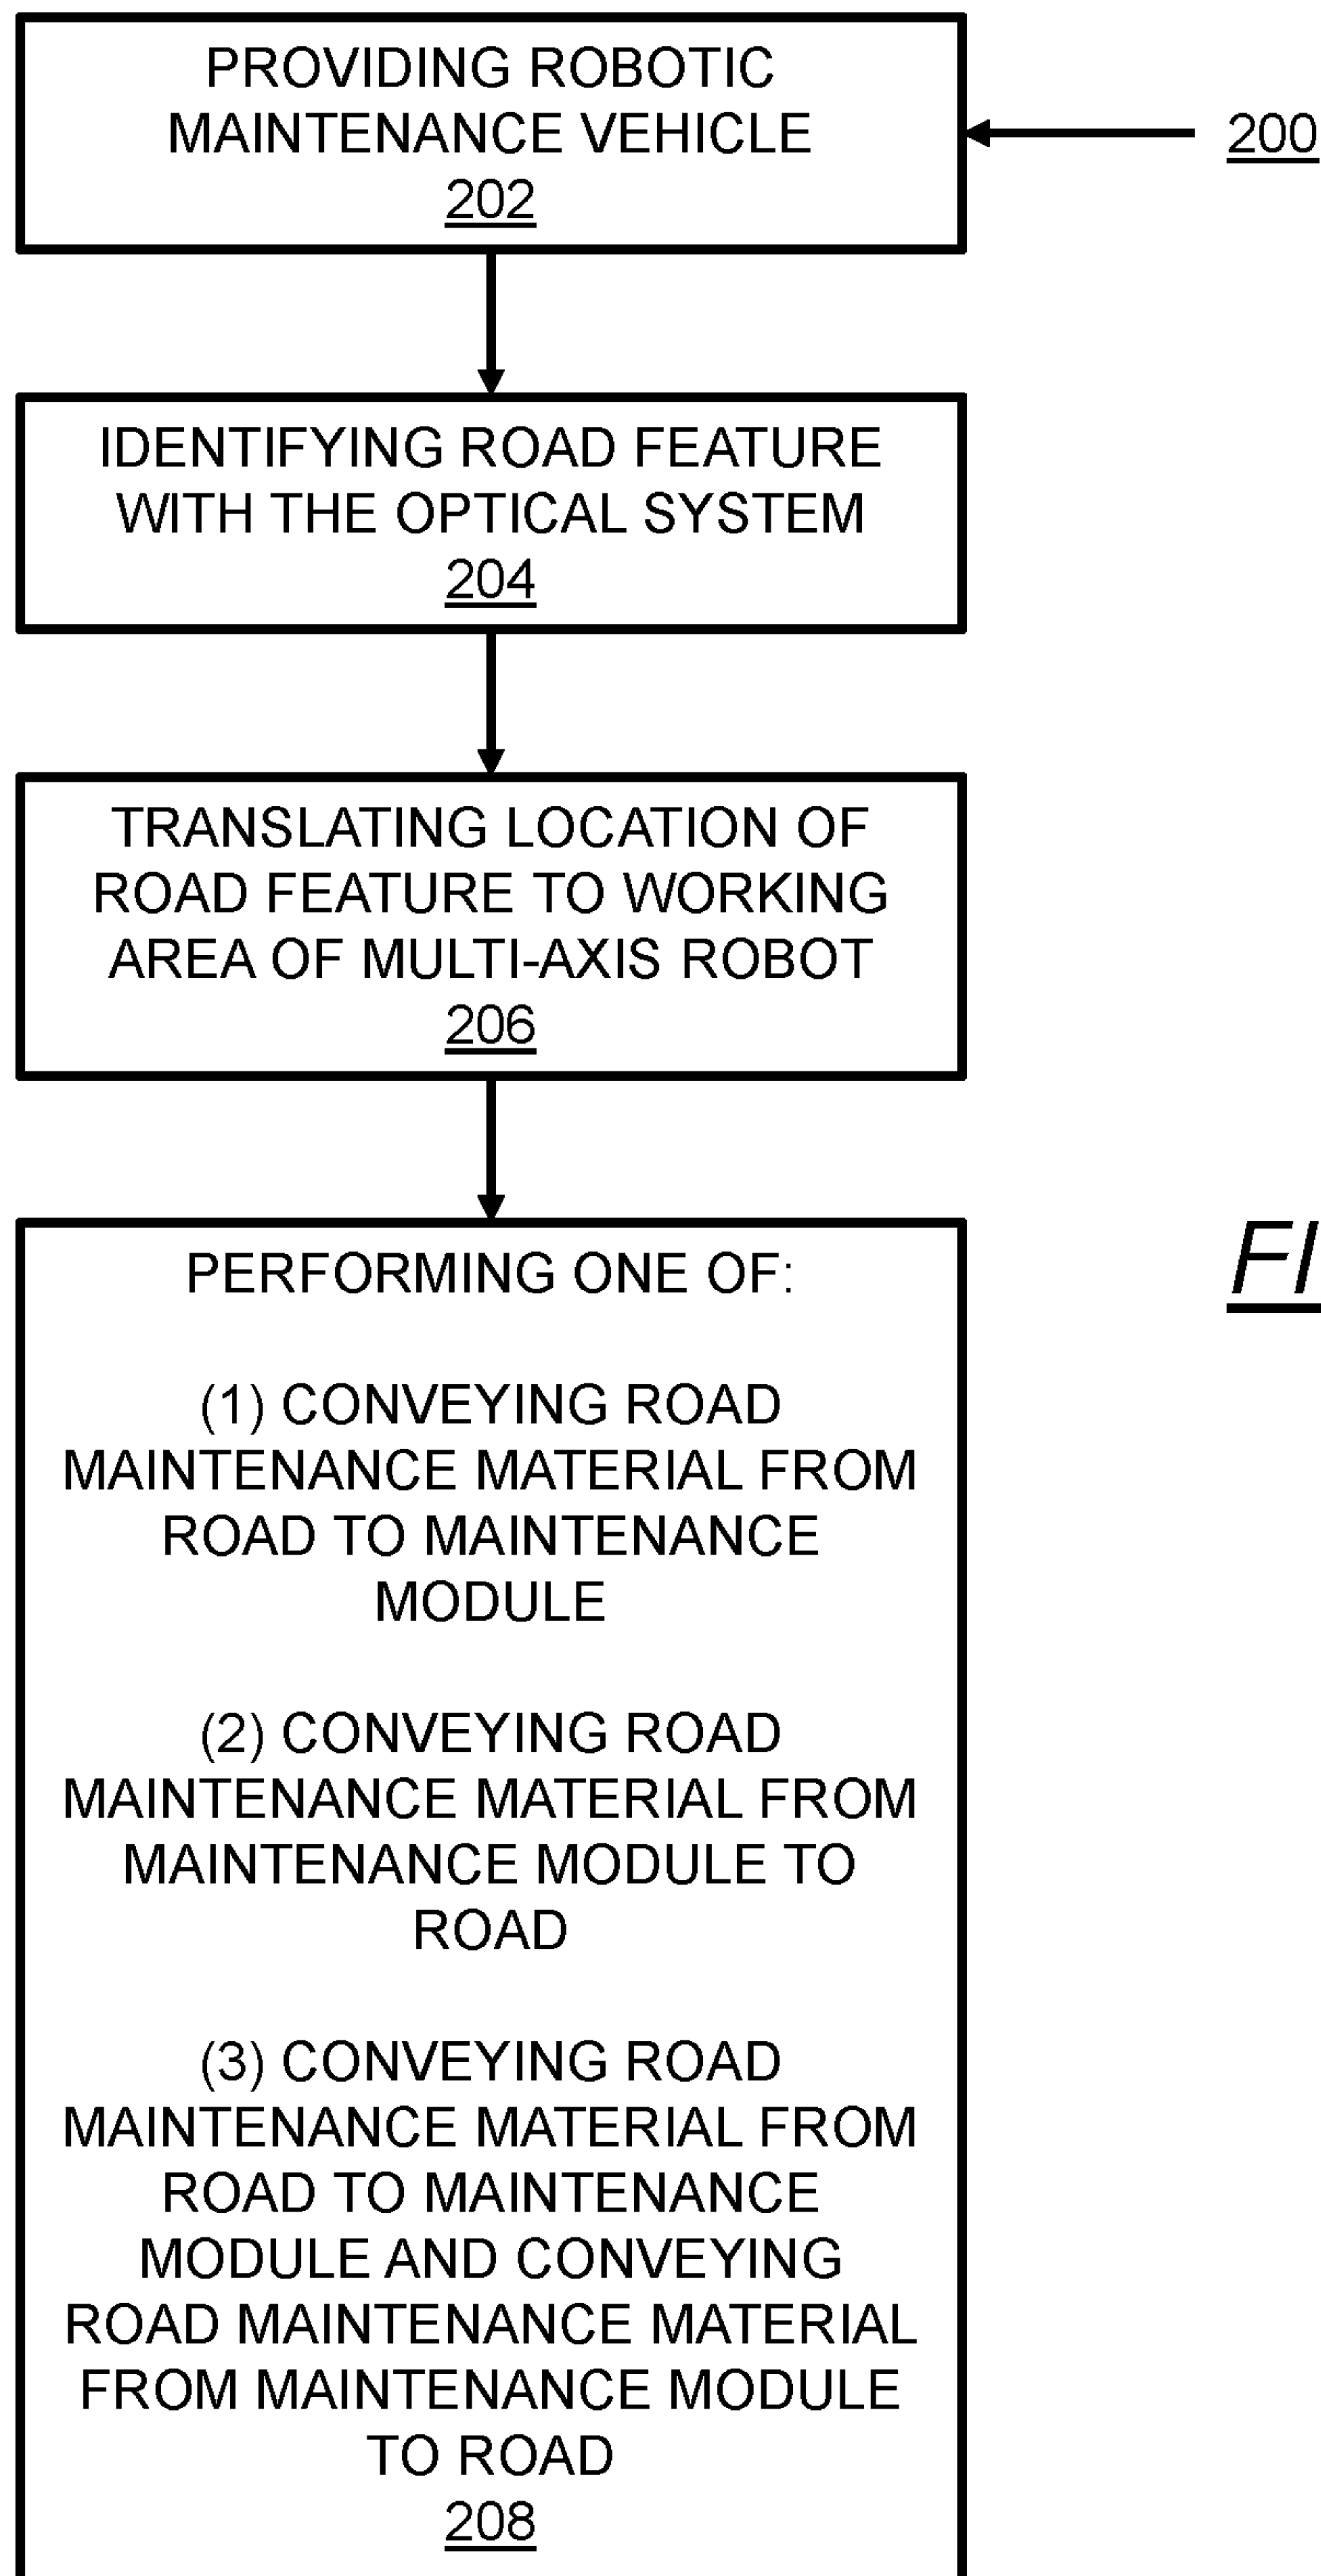 PROVIDING ROBOTIC
MAINTENANCE VEHICLE
202
200
IDENTIFYING ROAD FEATURE
WITH THE OPTICAL SYSTEM
204
TRANSLATING LOCATION OF
ROAD FEATURE TO WORKING
AREA OF MULTI-AXIS ROBOT
206
PERFORMING ONE OF:
FI
(1) CONVEYING ROAD
MAINTENANCE MATERIAL FROM
ROAD TO MAINTENANCE
MODULE
(2) CONVEYING ROAD
MAINTENANCE MATERIAL FROM
MAINTENANCE MODULE TO
ROAD
(3) CONVEYING ROAD
MAINTENANCE MATERIAL FROM
ROAD TO MAINTENANCE
MODULE AND CONVEYING
ROAD MAINTENANCE MATERIAL
FROM MAINTENANCE MODULE
TO ROAD
208